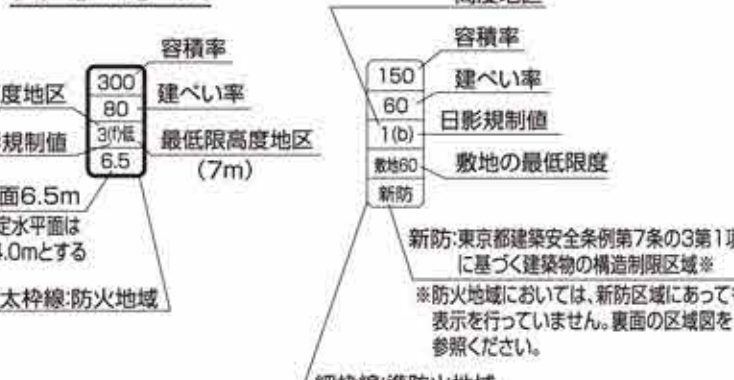 容積率
300
度地区
80
建ぺい率
規制値
最低限高度地区
(7m)
6.5
面6.5m
定水平面は
4.0mとする
太枠線:防火地域
高度地区
容積率
150
建ぺい率
60
1(b)
日影規制値
敷地60
敷地の最低限度
新防
新防:東京都建築安全条例第7条の3第1項
に基づく建築物の構造制限区域※
※防火地域においては、新防区域にあっても
表示を行っていません。裏面の区域図を
参照ください。
細枠線:準防火地域